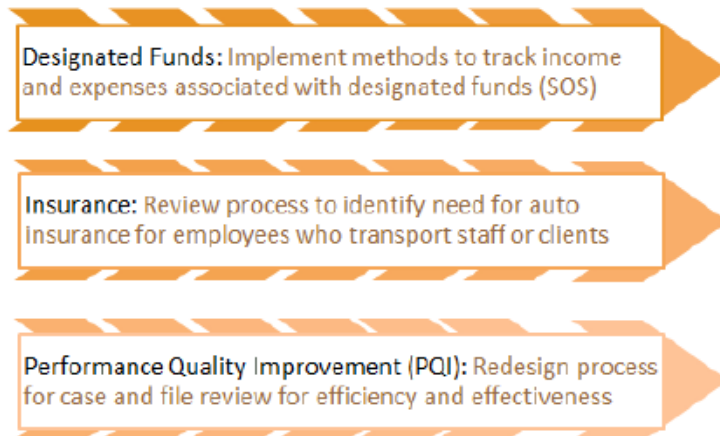 Designated Funds: Implement methods to track income
and expenses associated with designated funds (SOS)
Insurance: Review process to identify need for auto
insurance for employees who transport staff or clients
Performance Quality Improvement (PQI): Redesign process
for case and file review for efficiency and effectiveness